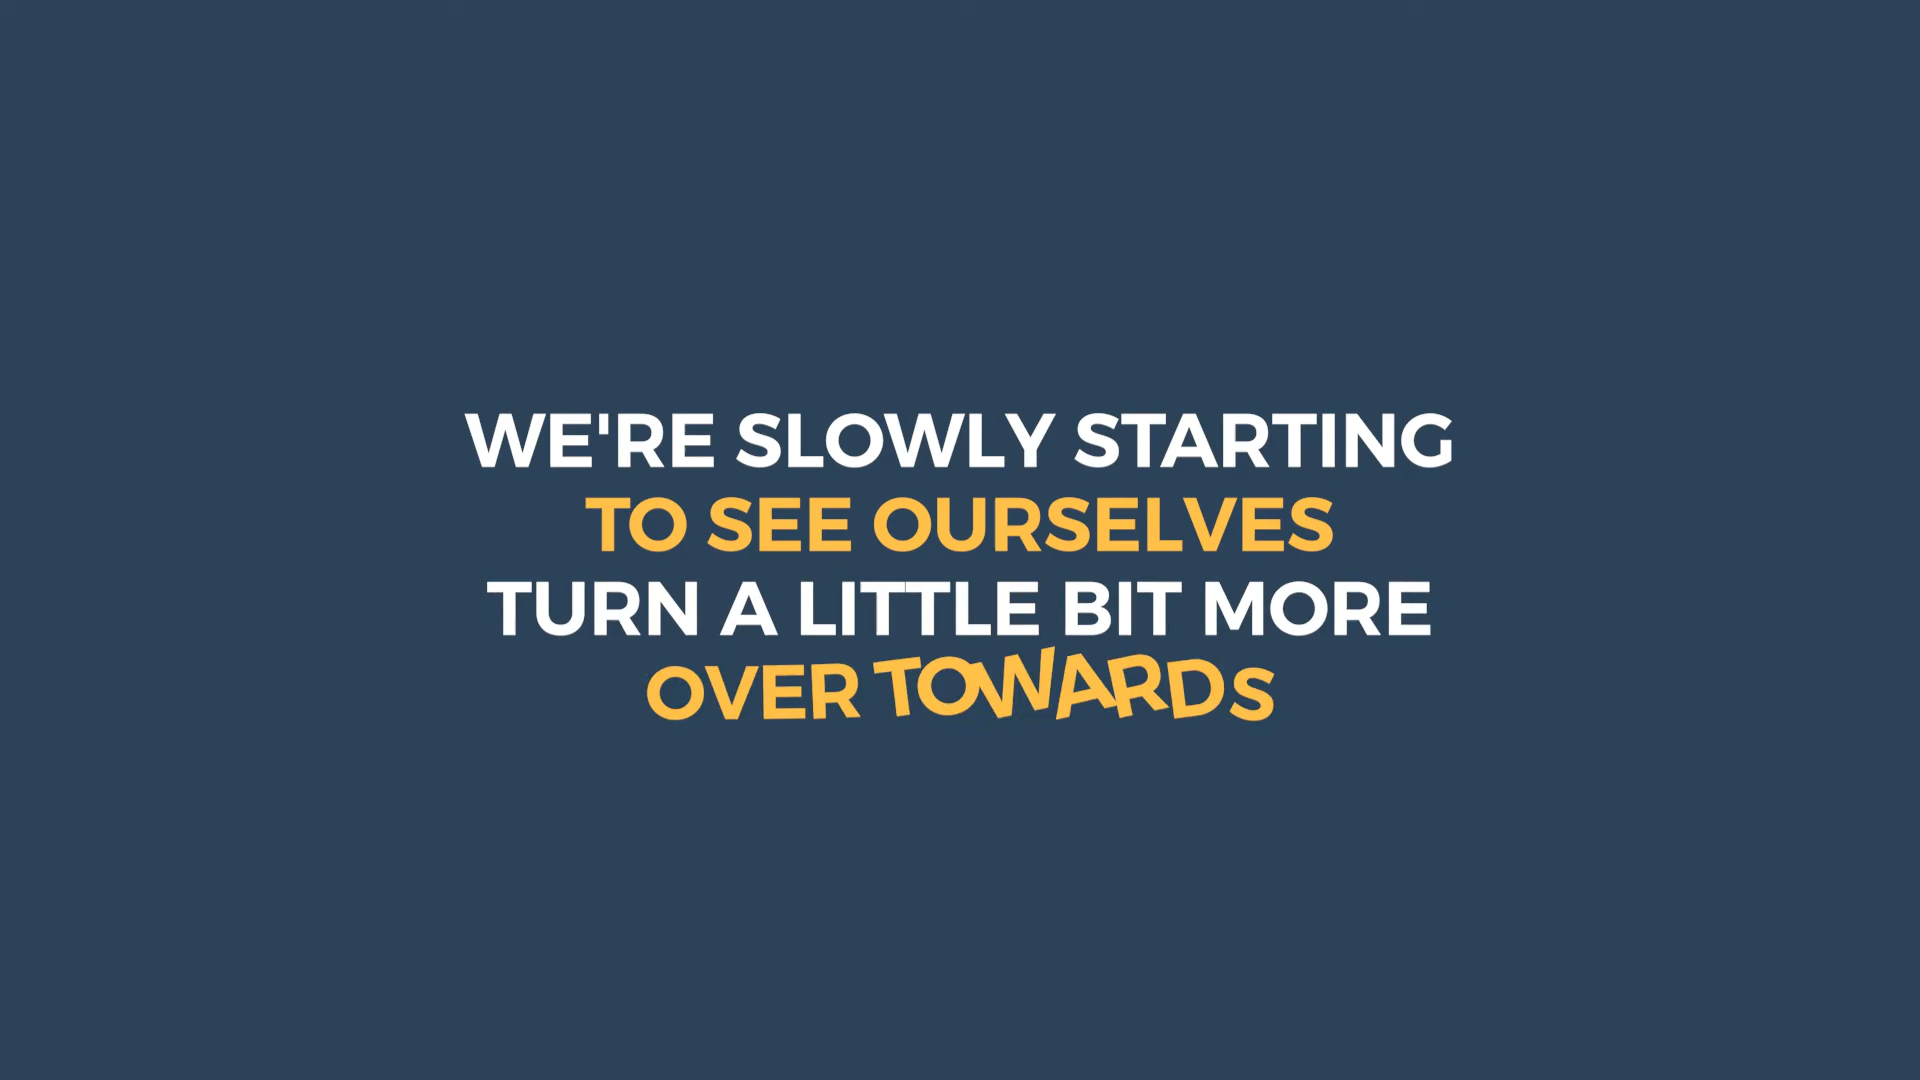 WE'RE SLOWLY STARTING
TO SEE OURSELVES
TURN A LITTLE BIT MORE
OVER TOWARDS